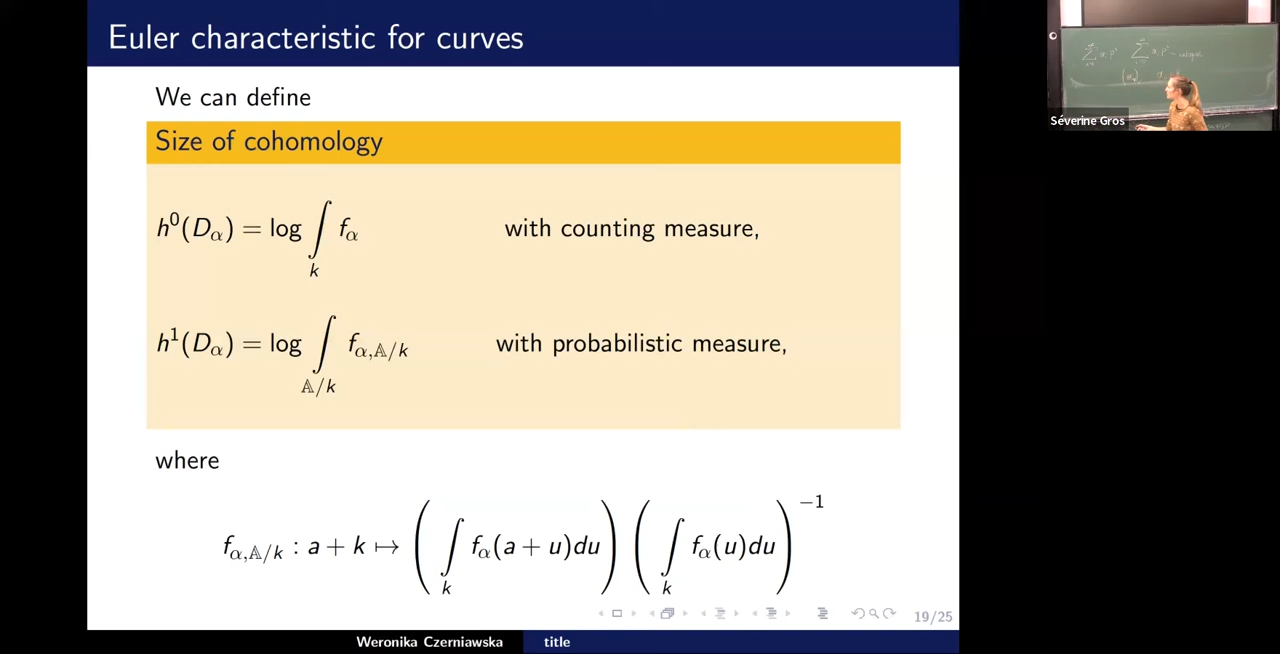 Euler characteristic for curves
We can define
Size of cohomology
h⁰(D_α) = log ∫_k f_α with counting measure,
h¹(D_α) = log ∫_{𝔸/k} f_{α,𝔸/k} with probabilistic measure,
where
f_{α,𝔸/k} : a + k ↦ ( ∫_k f_α(a + u)du ) ( ∫_k f_α(u)du )⁻¹
19/25
Weronika Czerniawska title
Séverine Gros